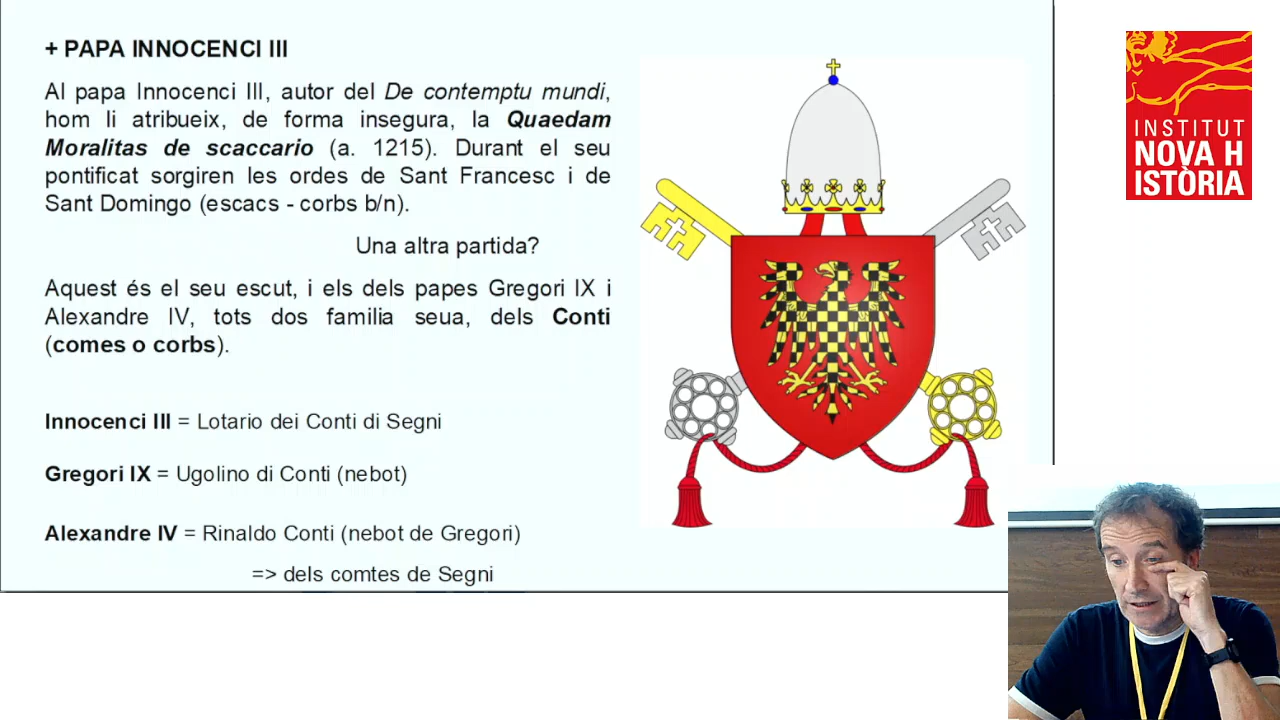 + PAPA INNOCENCI III
Al papa Innocenci III, autor del De contemptu mundi,
hom li atribueix, de forma insegura, la Quaedam
Moralitas de scaccario (a. 1215). Durant el seu
pontificat sorgiren les ordes de Sant Francesc i de
Sant Domingo (escacs - corbs b/n).
Una altra partida?
Aquest és el seu escut, i els dels papes Gregori IX i
Alexandre IV, tots dos familia seua, dels Conti
(comes o corbs).
Innocenci III = Lotario dei Conti di Segni
Gregori IX = Ugolino di Conti (nebot)
Alexandre IV = Rinaldo Conti (nebot de Gregori)
=> dels comtes de Segni
INSTITUT
NOVA H
ISTÒRIA